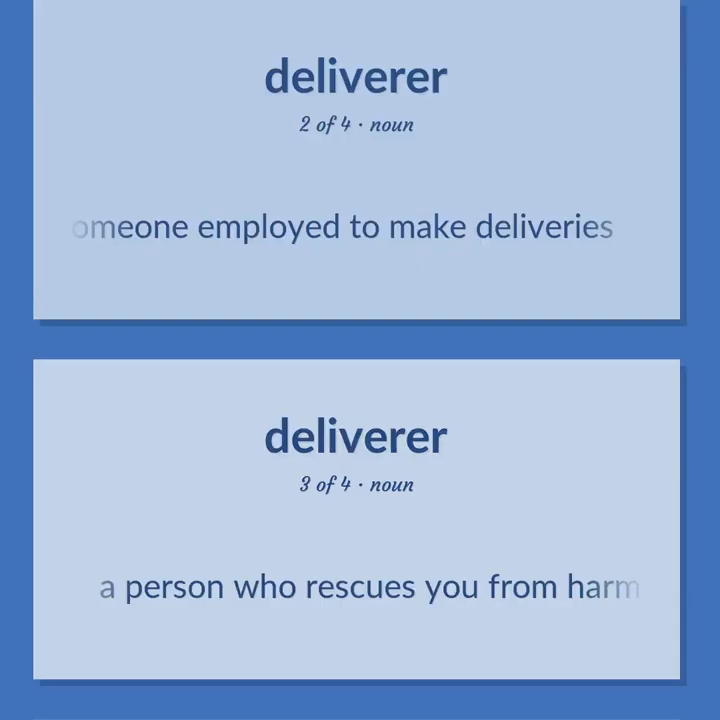 deliverer
2 of 4 · noun
omeone employed to make deliveries
deliverer
3 of 4 · noun
a person who rescues you from harm